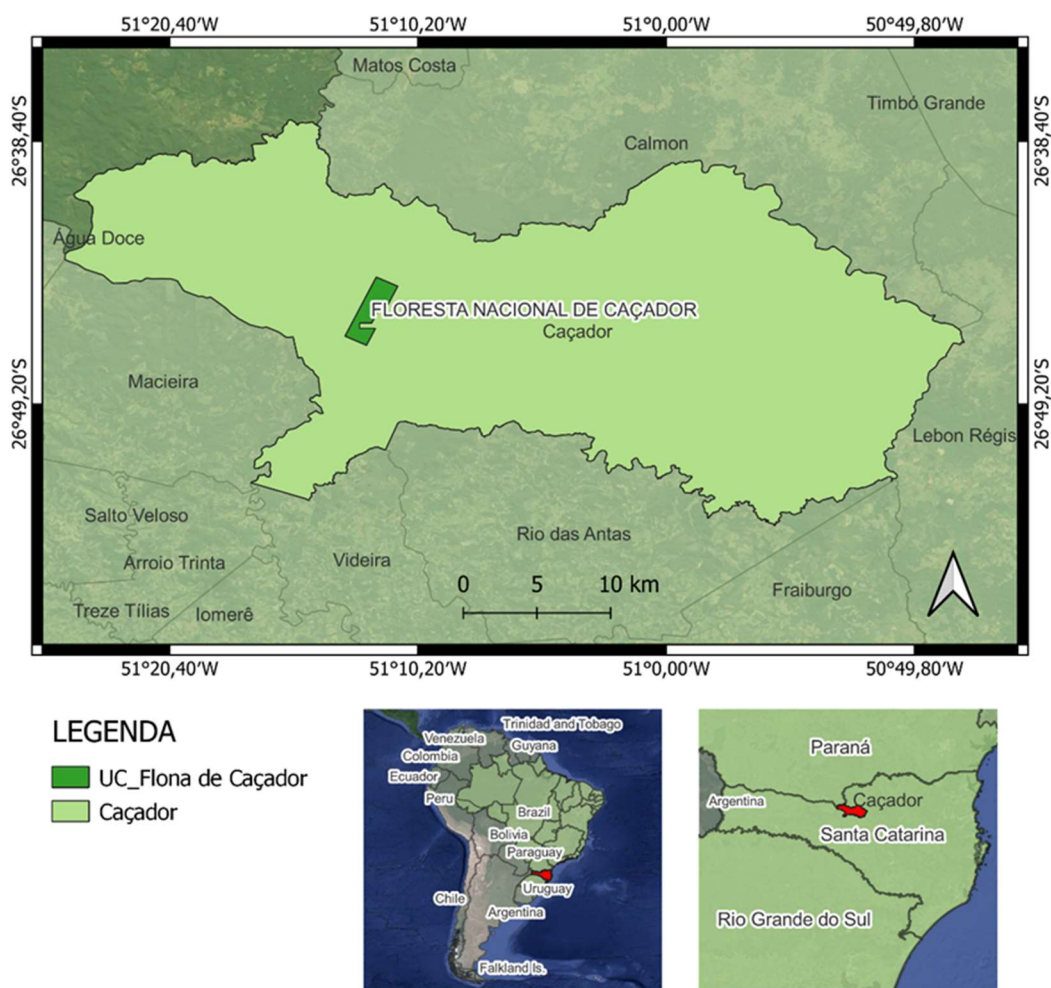 51°20,40'W 51°10,20'W 51°0,00'W 50°49,80'W
Matos Costa
Timbó Grande
26°38,40'S 26°38,40'S
Calmon
Água Doce
FLORESTA NACIONAL DE CAÇADOR
Caçador
Macieira
26°49,20'S 26°49,20'S
Lebon Régis
Salto Veloso
Rio das Antas
Arroio Trinta
Videira
Fraiburgo
0 5 10 km
Treze Tílias
Iomerê
51°20,40'W 51°10,20'W 51°0,00'W 50°49,80'W
LEGENDA
UC_Flona de Caçador
Caçador
Trinidad and Tobago
Venezuela
Guyana
Colombia
Ecuador
Peru
Brazil
Bolivia
Paraguay
Uruguay
Chile
Argentina
Falkland Is.
Paraná
Argentina
Caçador
Santa Catarina
Rio Grande do Sul